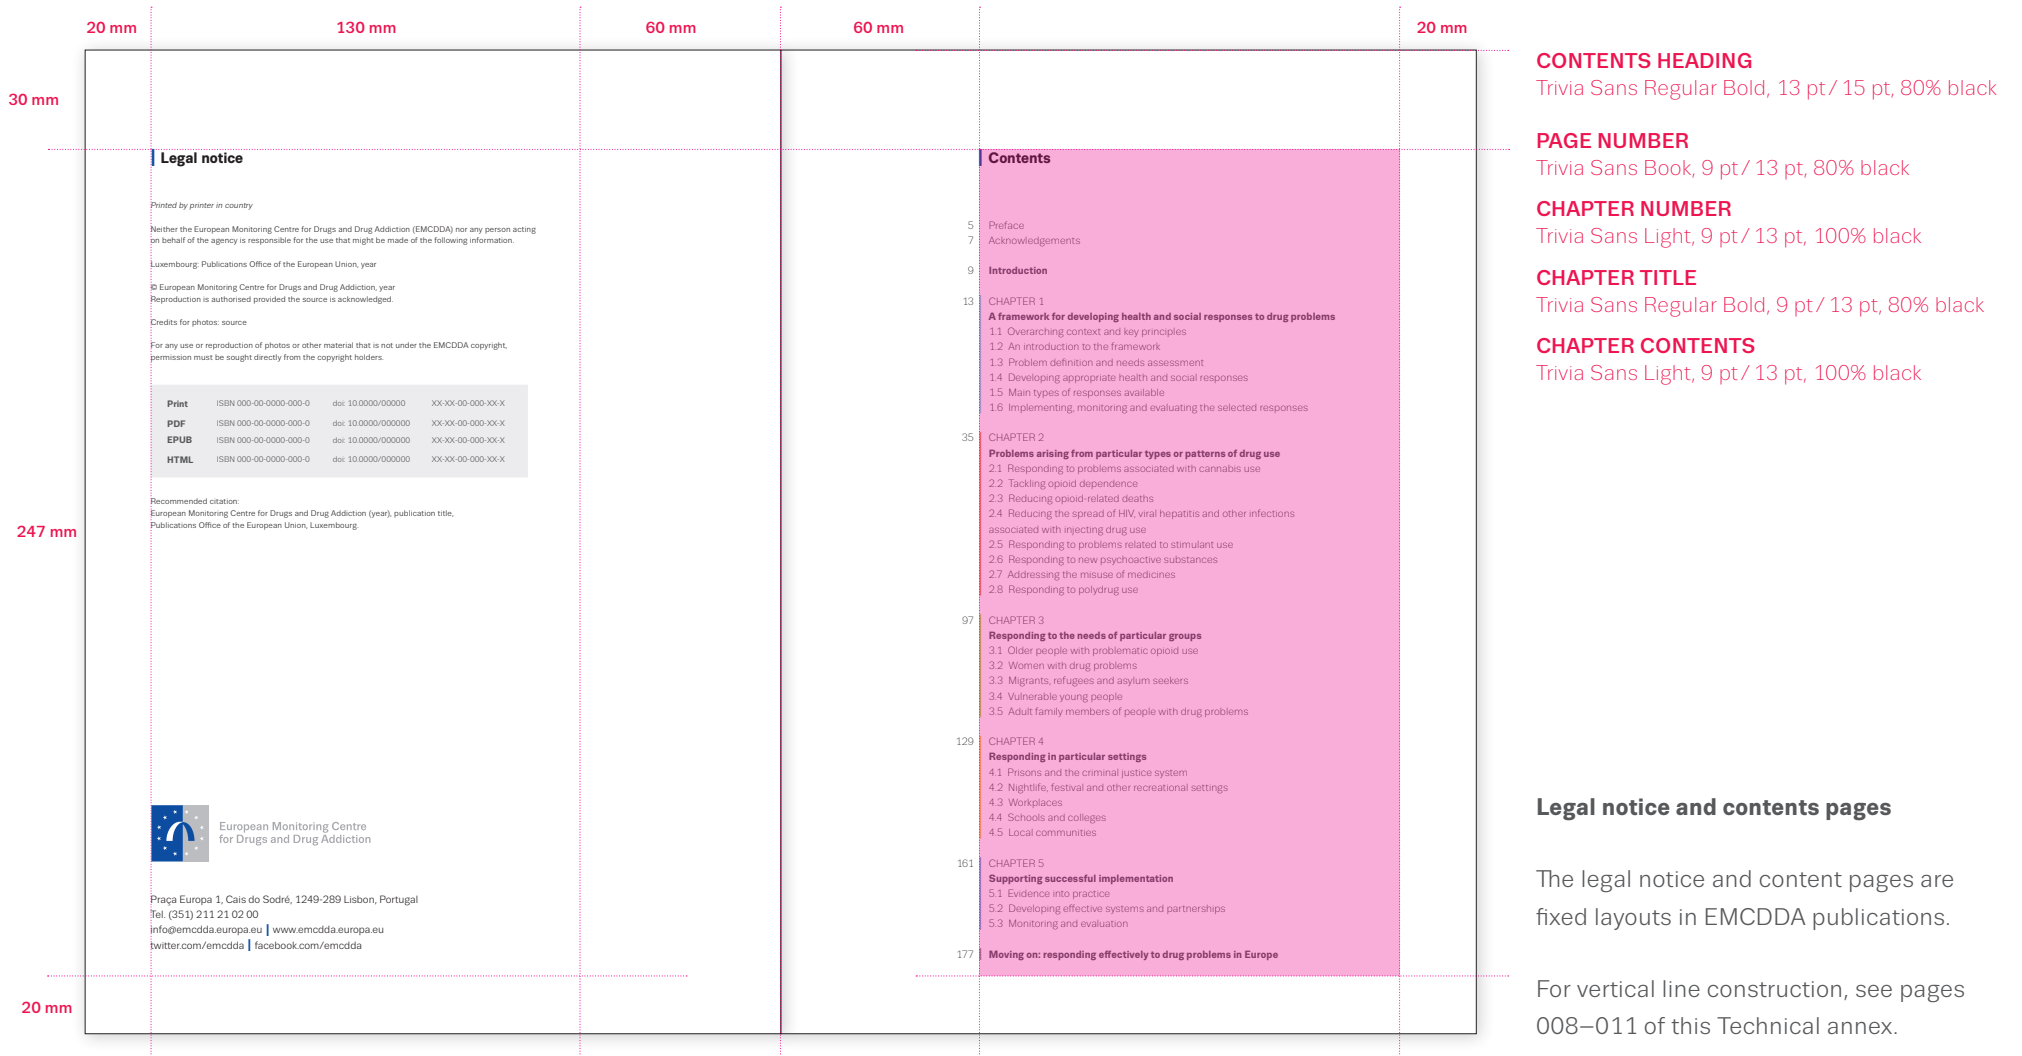 20 mm
130 mm
60 mm
60 mm
20 mm
30 mm
247 mm
20 mm
Legal notice
Printed by printer in country
Neither the European Monitoring Centre for Drugs and Drug Addiction (EMCDDA) nor any person acting
on behalf of the agency is responsible for the use that might be made of the following information.
Luxembourg: Publications Office of the European Union, year
© European Monitoring Centre for Drugs and Drug Addiction, year
Reproduction is authorised provided the source is acknowledged.
Credits for photos: source
For any use or reproduction of photos or other material that is not under the EMCDDA copyright,
permission must be sought directly from the copyright holders.
Print ISBN 000-00-0000-000-0 doi: 10.0000/00000 XX-XX-00-000-XX-X
PDF ISBN 000-00-0000-000-0 doi: 10.0000/000000 XX-XX-00-000-XX-X
EPUB ISBN 000-00-0000-000-0 doi: 10.0000/000000 XX-XX-00-000-XX-X
HTML ISBN 000-00-0000-000-0 doi: 10.0000/000000 XX-XX-00-000-XX-X
Recommended citation:
European Monitoring Centre for Drugs and Drug Addiction (year), publication title,
Publications Office of the European Union, Luxembourg.
European Monitoring Centre
for Drugs and Drug Addiction
Praça Europa 1, Cais do Sodré, 1249-289 Lisbon, Portugal
Tel. (351) 211 21 02 00
info@emcdda.europa.eu | www.emcdda.europa.eu
twitter.com/emcdda | facebook.com/emcdda
Contents
5 Preface
7 Acknowledgements
9 Introduction
13 CHAPTER 1
A framework for developing health and social responses to drug problems
1.1 Overarching context and key principles
1.2 An introduction to the framework
1.3 Problem definition and needs assessment
1.4 Developing appropriate health and social responses
1.5 Main types of responses available
1.6 Implementing, monitoring and evaluating the selected responses
35 CHAPTER 2
Problems arising from particular types or patterns of drug use
2.1 Responding to problems associated with cannabis use
2.2 Tackling opioid dependence
2.3 Reducing opioid-related deaths
2.4 Reducing the spread of HIV, viral hepatitis and other infections
associated with injecting drug use
2.5 Responding to problems related to stimulant use
2.6 Responding to new psychoactive substances
2.7 Addressing the misuse of medicines
2.8 Responding to polydrug use
97 CHAPTER 3
Responding to the needs of particular groups
3.1 Older people with problematic opioid use
3.2 Women with drug problems
3.3 Migrants, refugees and asylum seekers
3.4 Vulnerable young people
3.5 Adult family members of people with drug problems
129 CHAPTER 4
Responding in particular settings
4.1 Prisons and the criminal justice system
4.2 Nightlife, festival and other recreational settings
4.3 Workplaces
4.4 Schools and colleges
4.5 Local communities
161 CHAPTER 5
Supporting successful implementation
5.1 Evidence into practice
5.2 Developing effective systems and partnerships
5.3 Monitoring and evaluation
177 Moving on: responding effectively to drug problems in Europe
CONTENTS HEADING
Trivia Sans Regular Bold, 13 pt / 15 pt, 80% black
PAGE NUMBER
Trivia Sans Book, 9 pt / 13 pt, 80% black
CHAPTER NUMBER
Trivia Sans Light, 9 pt / 13 pt, 100% black
CHAPTER TITLE
Trivia Sans Regular Bold, 9 pt / 13 pt, 80% black
CHAPTER CONTENTS
Trivia Sans Light, 9 pt / 13 pt, 100% black
Legal notice and contents pages
The legal notice and content pages are
fixed layouts in EMCDDA publications.
For vertical line construction, see pages
008–011 of this Technical annex.